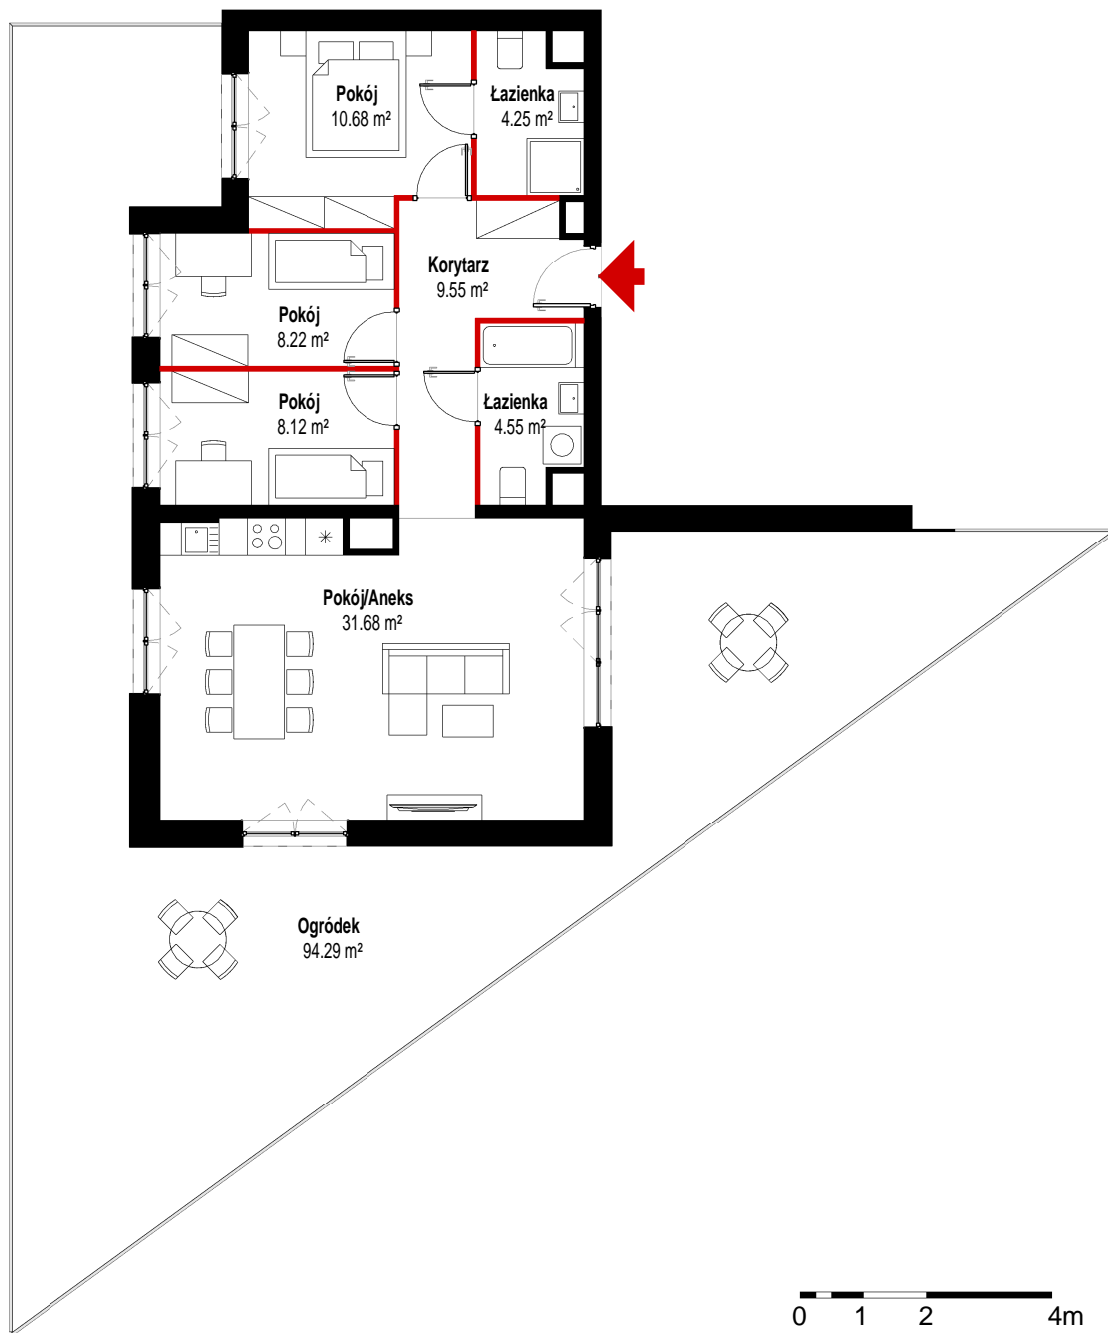 Pokój
10.68 m²
Łazienka
4.25 m²
Korytarz
9.55 m²
Pokój
8.22 m²
Pokój
8.12 m²
Łazienka
4.55 m²
Pokój/Aneks
31.68 m²
Ogródek
94.29 m²
0 1 2 4m